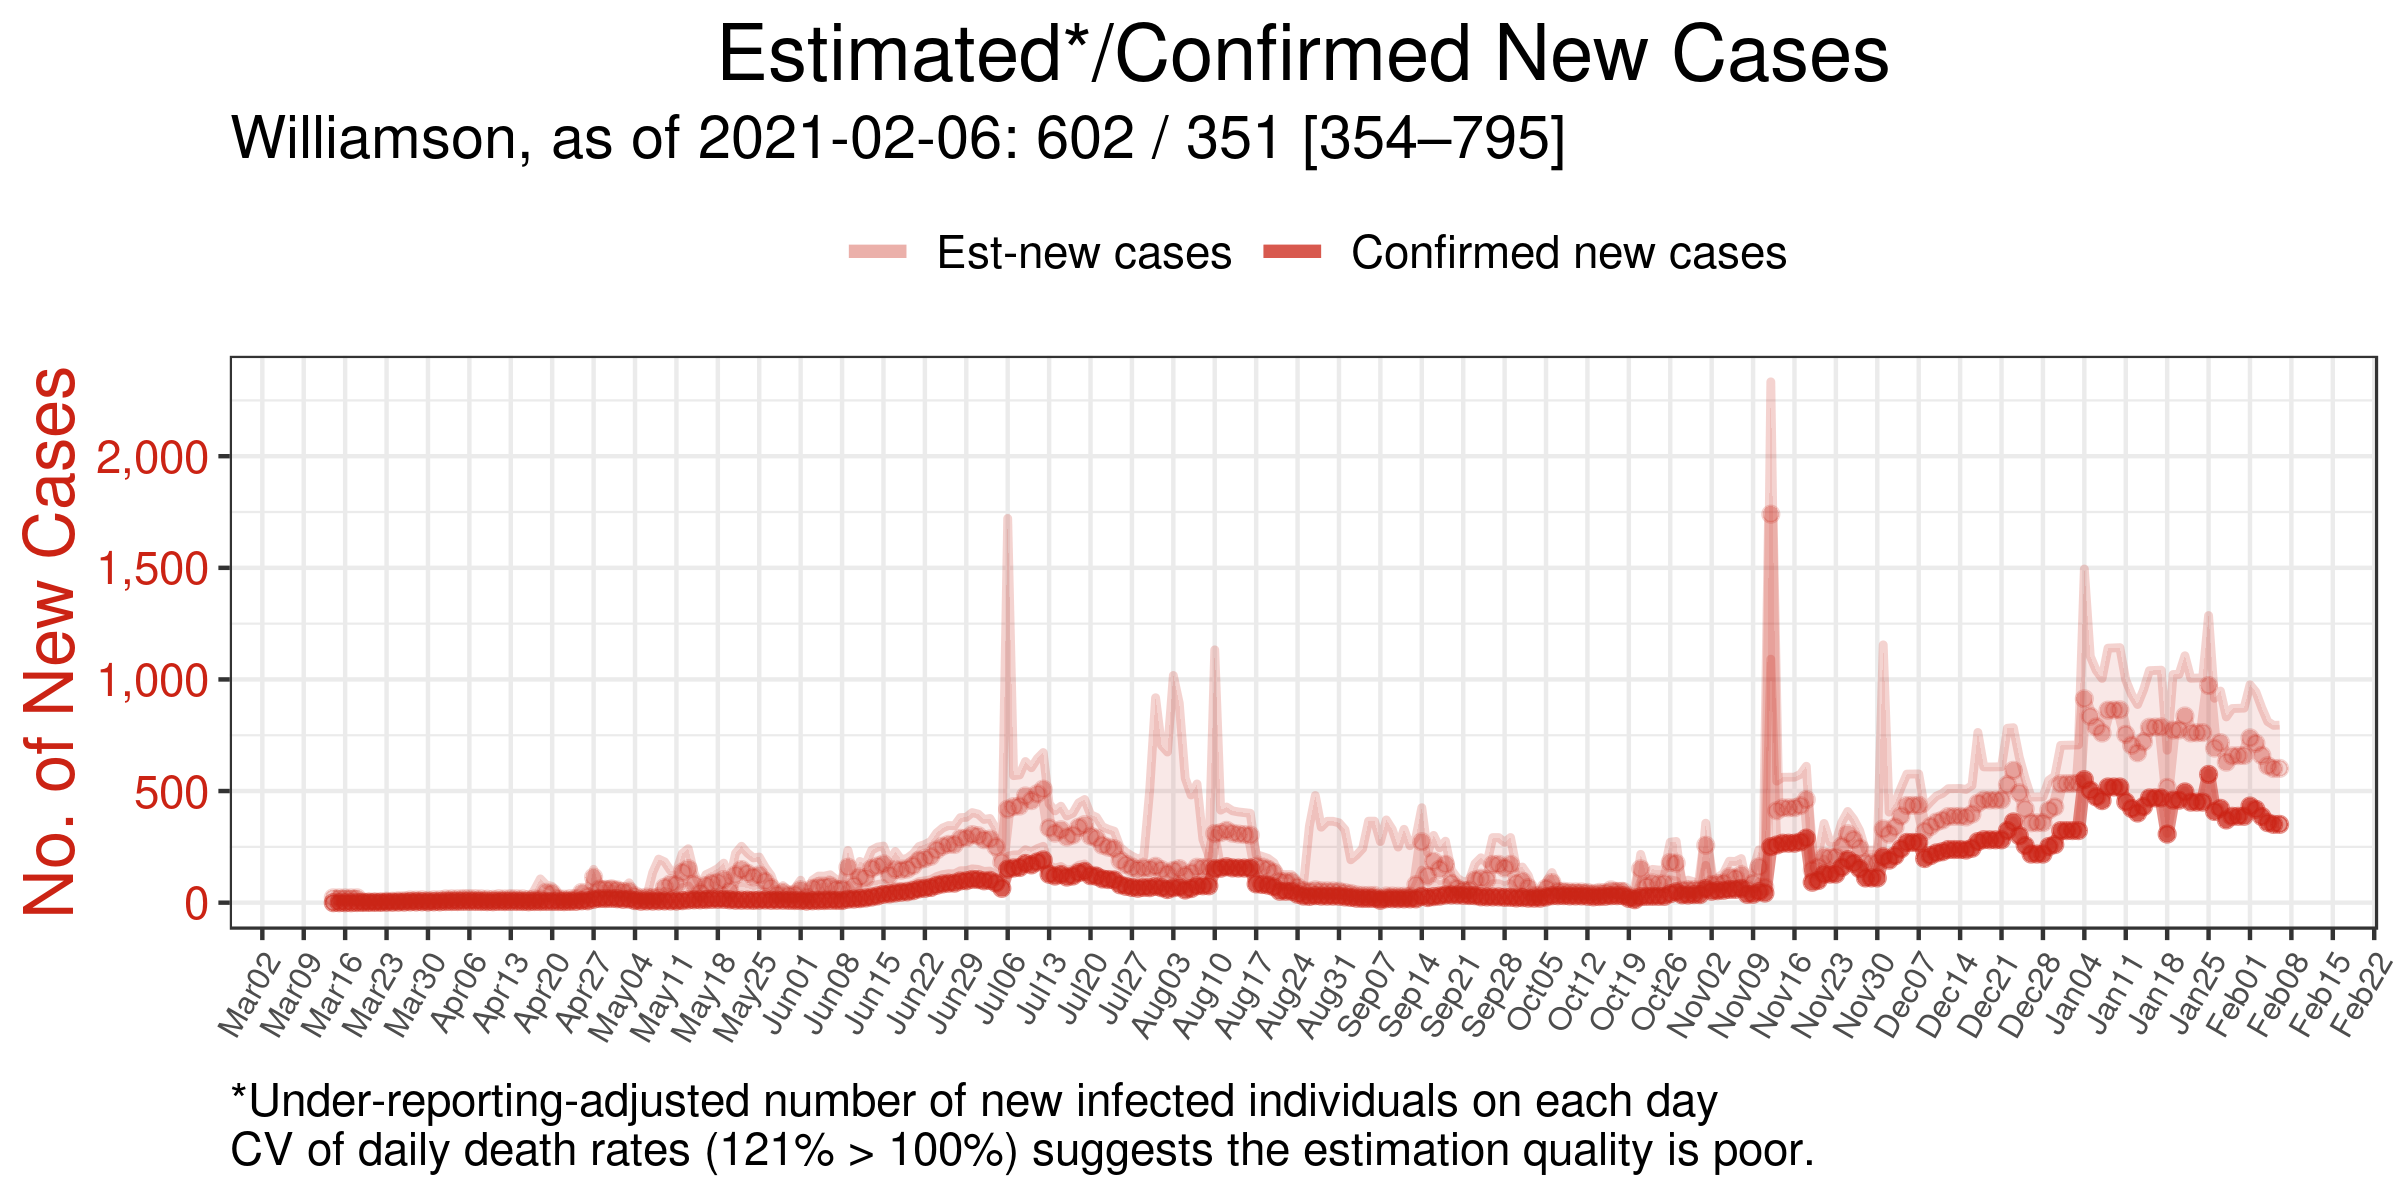 Estimated*/Confirmed New Cases
Williamson, as of 2021-02-06: 602 / 351 [354–795]
Est-new cases Confirmed new cases
No. of New Cases
2,000
1,500
1,000
500
0
Mar02 Mar09 Mar16 Mar23 Mar30 Apr06 Apr13 Apr20 Apr27 May04 May11 May18 May25 Jun01 Jun08 Jun15 Jun22 Jun29 Jul06 Jul13 Jul20 Jul27 Aug03 Aug10 Aug17 Aug24 Aug31 Sep07 Sep14 Sep21 Sep28 Oct05 Oct12 Oct19 Oct26 Nov02 Nov09 Nov16 Nov23 Nov30 Dec07 Dec14 Dec21 Dec28 Jan04 Jan11 Jan18 Jan25 Feb01 Feb08 Feb15 Feb22
*Under-reporting-adjusted number of new infected individuals on each day
CV of daily death rates (121% > 100%) suggests the estimation quality is poor.